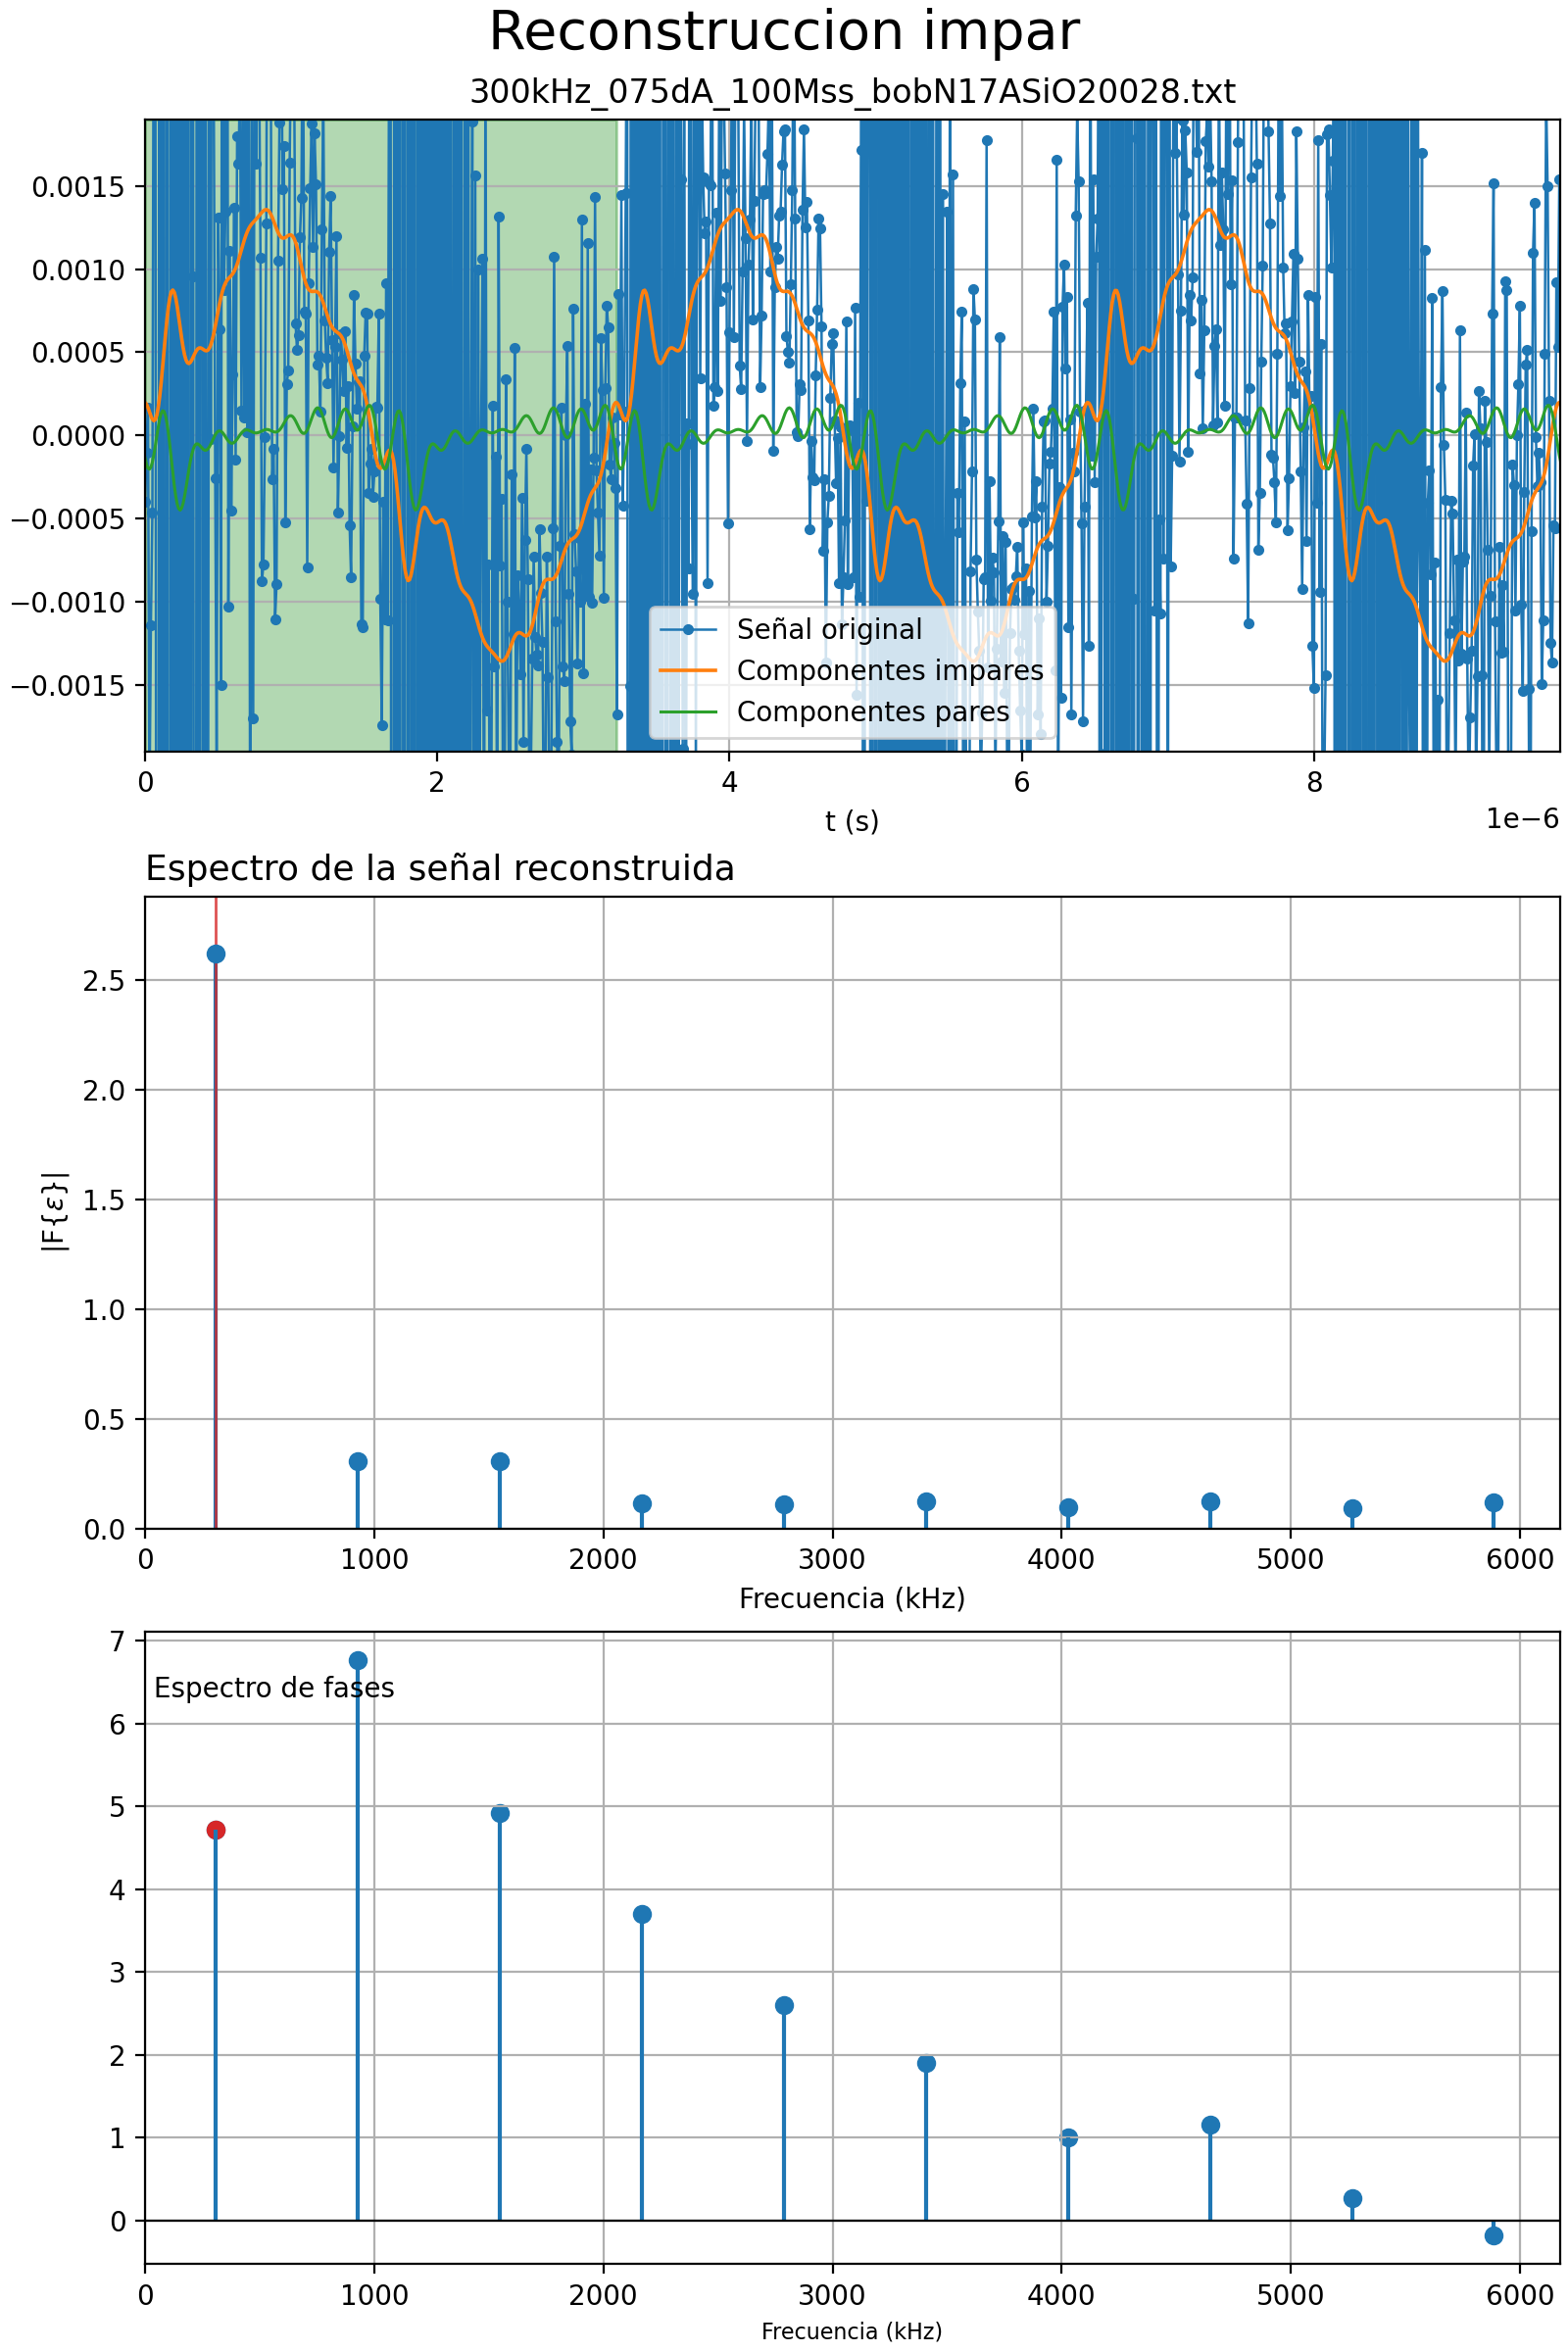 Reconstruccion impar
300kHz_075dA_100Mss_bobN17ASiO20028.txt
0.0015
0.0010
0.0005
0.0000
−0.0005
−0.0010
−0.0015
Señal original
Componentes impares
Componentes pares
0 2 4 6 8
t (s)
1e−6
Espectro de la señal reconstruida
2.5
2.0
1.5
1.0
0.5
0.0
|F{ε}|
0 1000 2000 3000 4000 5000 6000
Frecuencia (kHz)
7
Espectro de fases
6
5
4
3
2
1
0
0 1000 2000 3000 4000 5000 6000
Frecuencia (kHz)